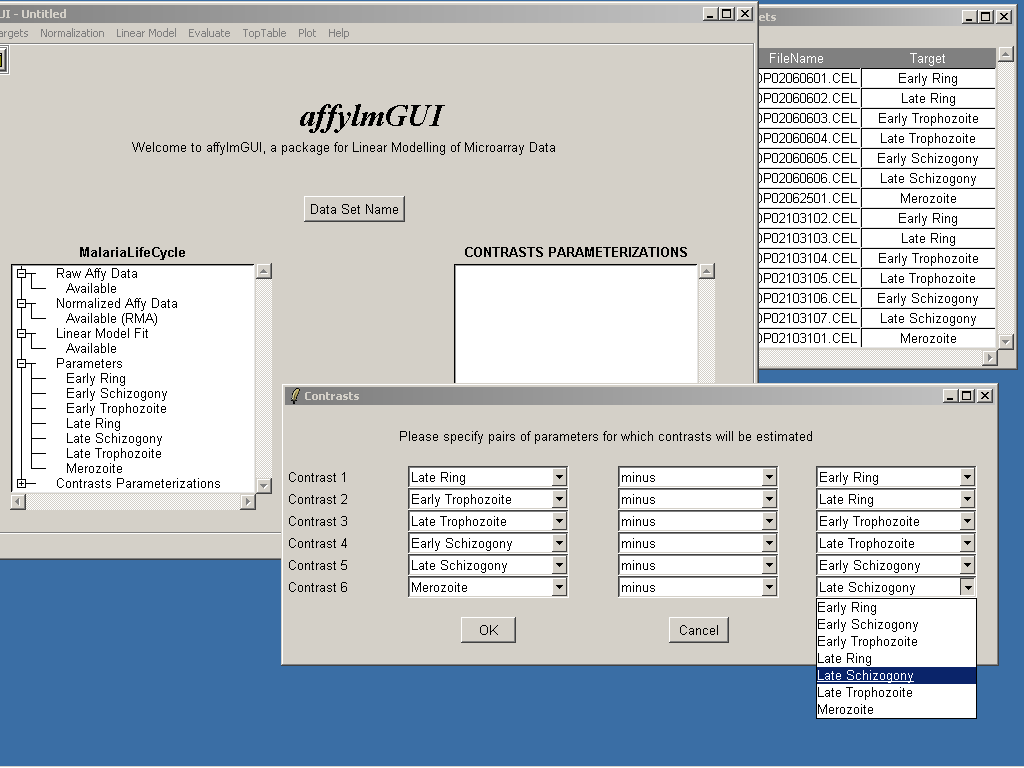 UI - Untitled
argets Normalization Linear Model Evaluate TopTable Plot Help
affylmGUI
Welcome to affylmGUI, a package for Linear Modelling of Microarray Data
Data Set Name
MalariaLifeCycle
Raw Affy Data
Available
Normalized Affy Data
Available (RMA)
Linear Model Fit
Available
Parameters
Early Ring
Early Schizogony
Early Trophozoite
Late Ring
Late Schizogony
Late Trophozoite
Merozoite
Contrasts Parameterizations
CONTRASTS PARAMETERIZATIONS
ets
FileName Target
OP02060601.CEL Early Ring
OP02060602.CEL Late Ring
OP02060603.CEL Early Trophozoite
OP02060604.CEL Late Trophozoite
OP02060605.CEL Early Schizogony
OP02060606.CEL Late Schizogony
OP02062501.CEL Merozoite
OP02103102.CEL Early Ring
OP02103103.CEL Late Ring
OP02103104.CEL Early Trophozoite
OP02103105.CEL Late Trophozoite
OP02103106.CEL Early Schizogony
OP02103107.CEL Late Schizogony
OP02103101.CEL Merozoite
Contrasts
Please specify pairs of parameters for which contrasts will be estimated
Contrast 1 Late Ring minus Early Ring
Contrast 2 Early Trophozoite minus Late Ring
Contrast 3 Late Trophozoite minus Early Trophozoite
Contrast 4 Early Schizogony minus Late Trophozoite
Contrast 5 Late Schizogony minus Early Schizogony
Contrast 6 Merozoite minus Late Schizogony
OK Cancel
Early Ring
Early Schizogony
Early Trophozoite
Late Ring
Late Schizogony
Late Trophozoite
Merozoite